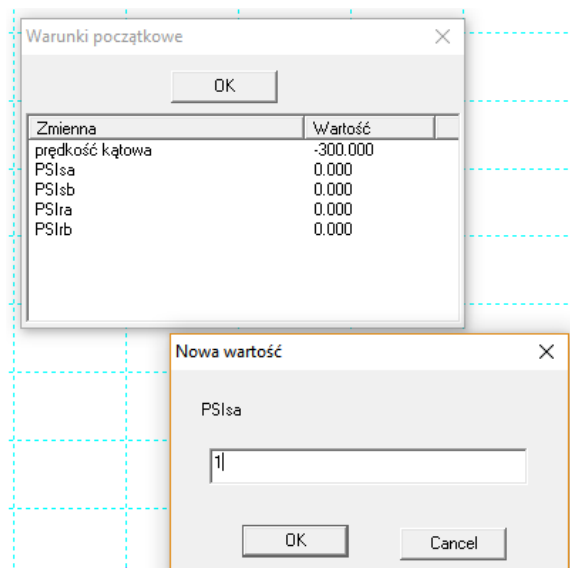 Warunki początkowe
OK
Zmienna Wartość
prędkość kątowa -300.000
PSIsa 0.000
PSIsb 0.000
PSIra 0.000
PSIrb 0.000
Nowa wartość
PSIsa
1
OK Cancel